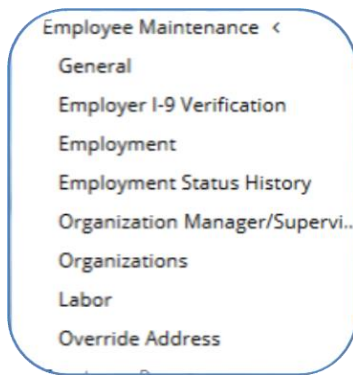 Employee Maintenance <
General
Employer I-9 Verification
Employment
Employment Status History
Organization Manager/Supervi...
Organizations
Labor
Override Address